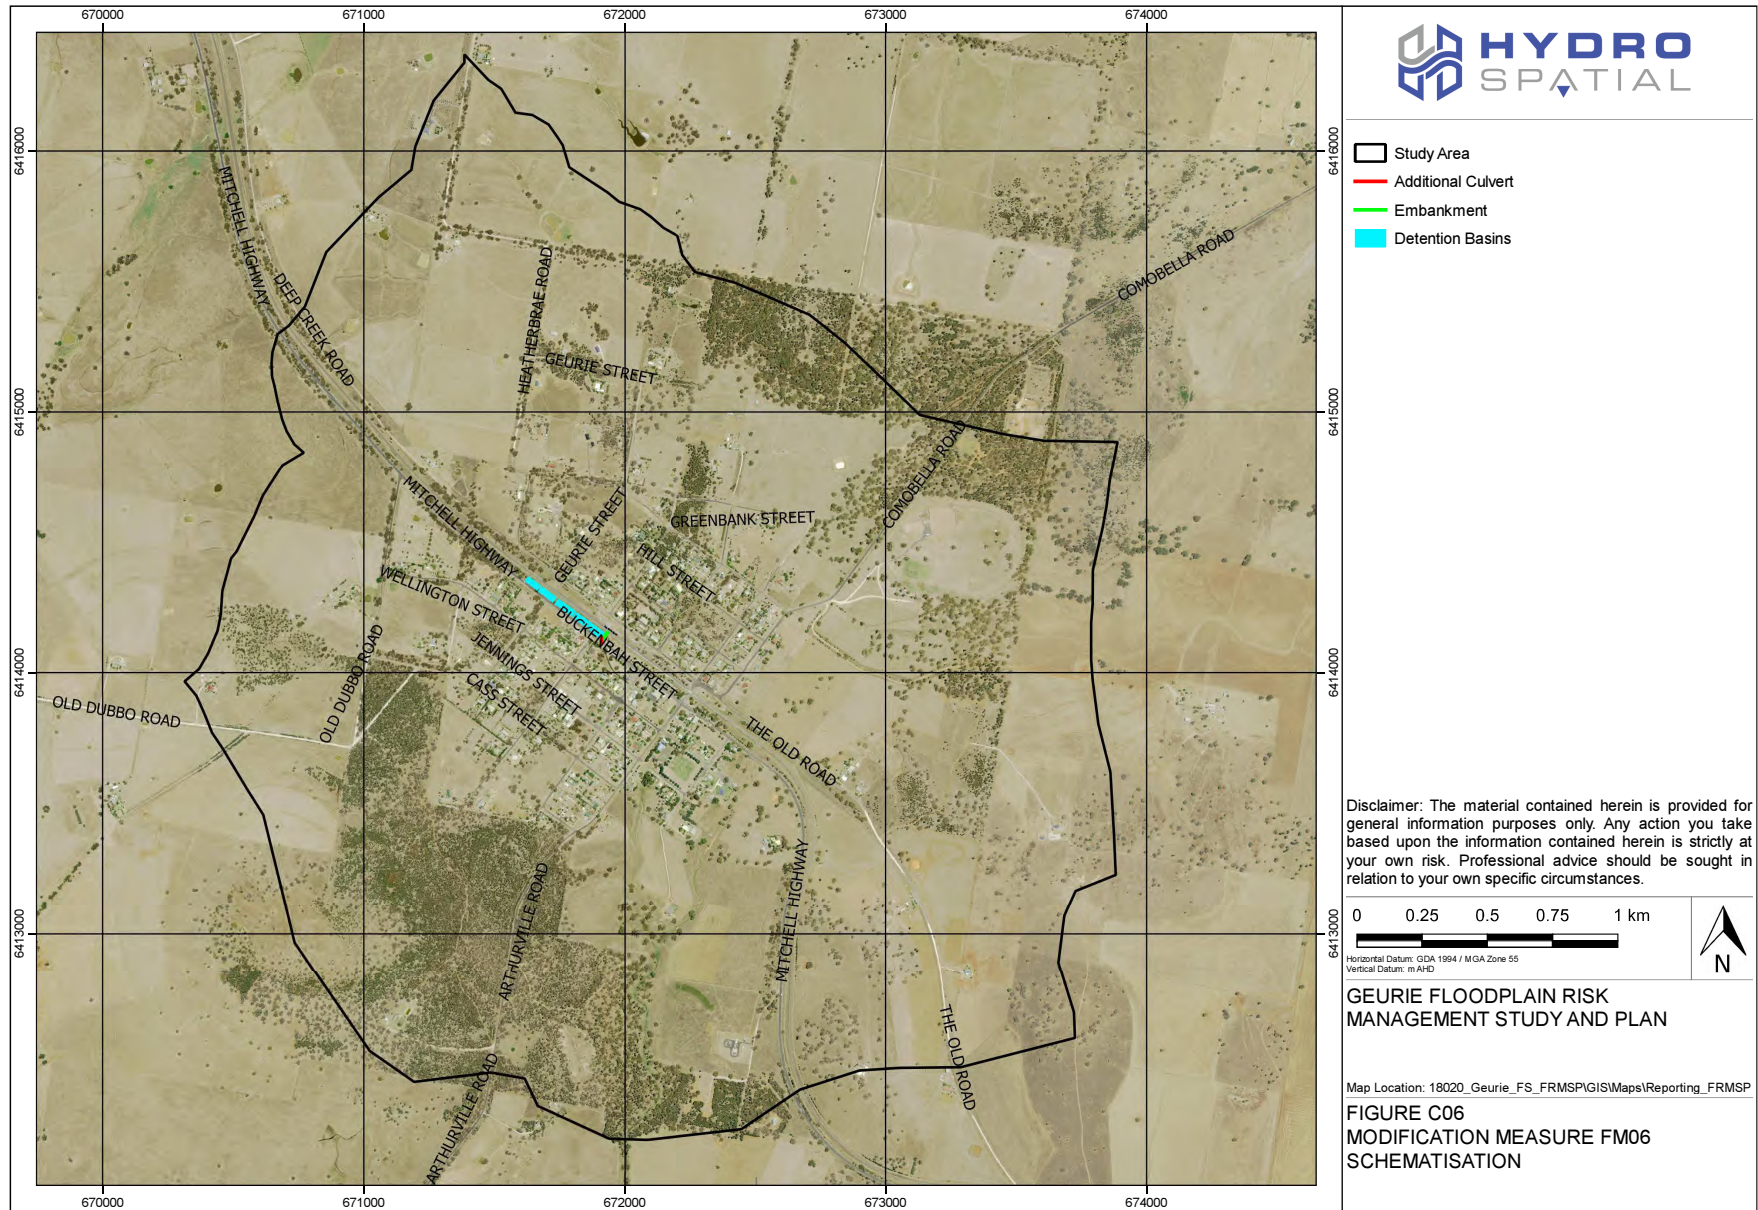 670000
671000
672000
673000
674000
HYDRO
SPATIAL
Study Area
Additional Culvert
Embankment
Detention Basins
6416000
6416000
6415000
6415000
6414000
6414000
6413000
6413000
MITCHELL HIGHWAY
DEEP CREEK ROAD
HEATHERBRAE ROAD
GEURIE STREET
COMOBELLA ROAD
COMOBELLA ROAD
MITCHELL HIGHWAY
GEURIE STREET
GREENBANK STREET
HILL STREET
WELLINGTON STREET
BUCKENBAH STREET
JENNINGS STREET
CASS STREET
OLD DUBBO ROAD
OLD DUBBO ROAD
THE OLD ROAD
ARTHURVILLE ROAD
MITCHELL HIGHWAY
THE OLD ROAD
ARTHURVILLE ROAD
670000
671000
672000
673000
674000
Disclaimer: The material contained herein is provided for
general information purposes only. Any action you take
based upon the information contained herein is strictly at
your own risk. Professional advice should be sought in
relation to your own specific circumstances.
0 0.25 0.5 0.75 1 km
Horizontal Datum: GDA 1994 / MGA Zone 55
Vertical Datum: m AHD
N
GEURIE FLOODPLAIN RISK
MANAGEMENT STUDY AND PLAN
Map Location: 18020_Geurie_FS_FRMSP\GIS\Maps\Reporting_FRMSP
FIGURE C06
MODIFICATION MEASURE FM06
SCHEMATISATION